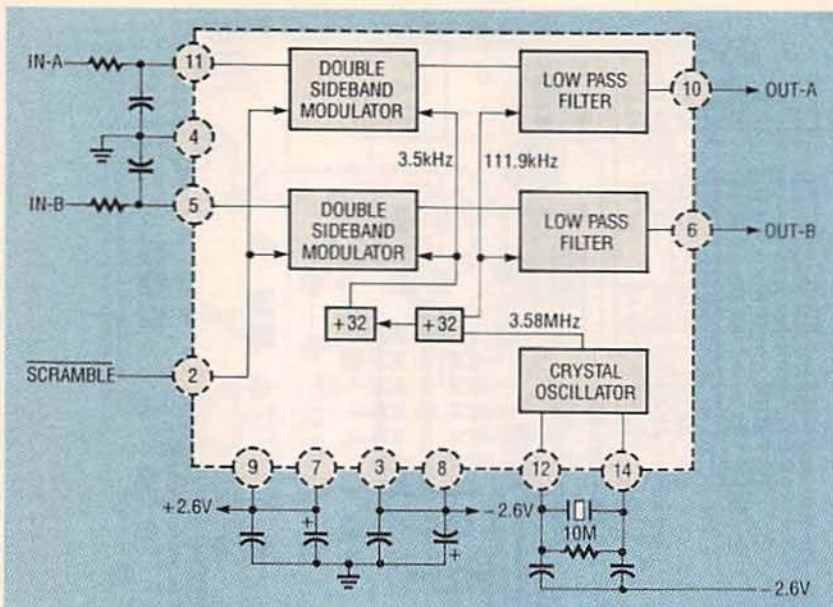 IN-A
11
DOUBLE
SIDEBAND
MODULATOR
LOW PASS
FILTER
10
OUT-A
4
3.5kHz
111.9kHz
IN-B
5
DOUBLE
SIDEBAND
MODULATOR
LOW PASS
FILTER
6
OUT-B
+32
+32
3.58MHz
SCRAMBLE
2
CRYSTAL
OSCILLATOR
9
7
3
8
12
14
+2.6V
+
-2.6V
+
10M
-2.6V